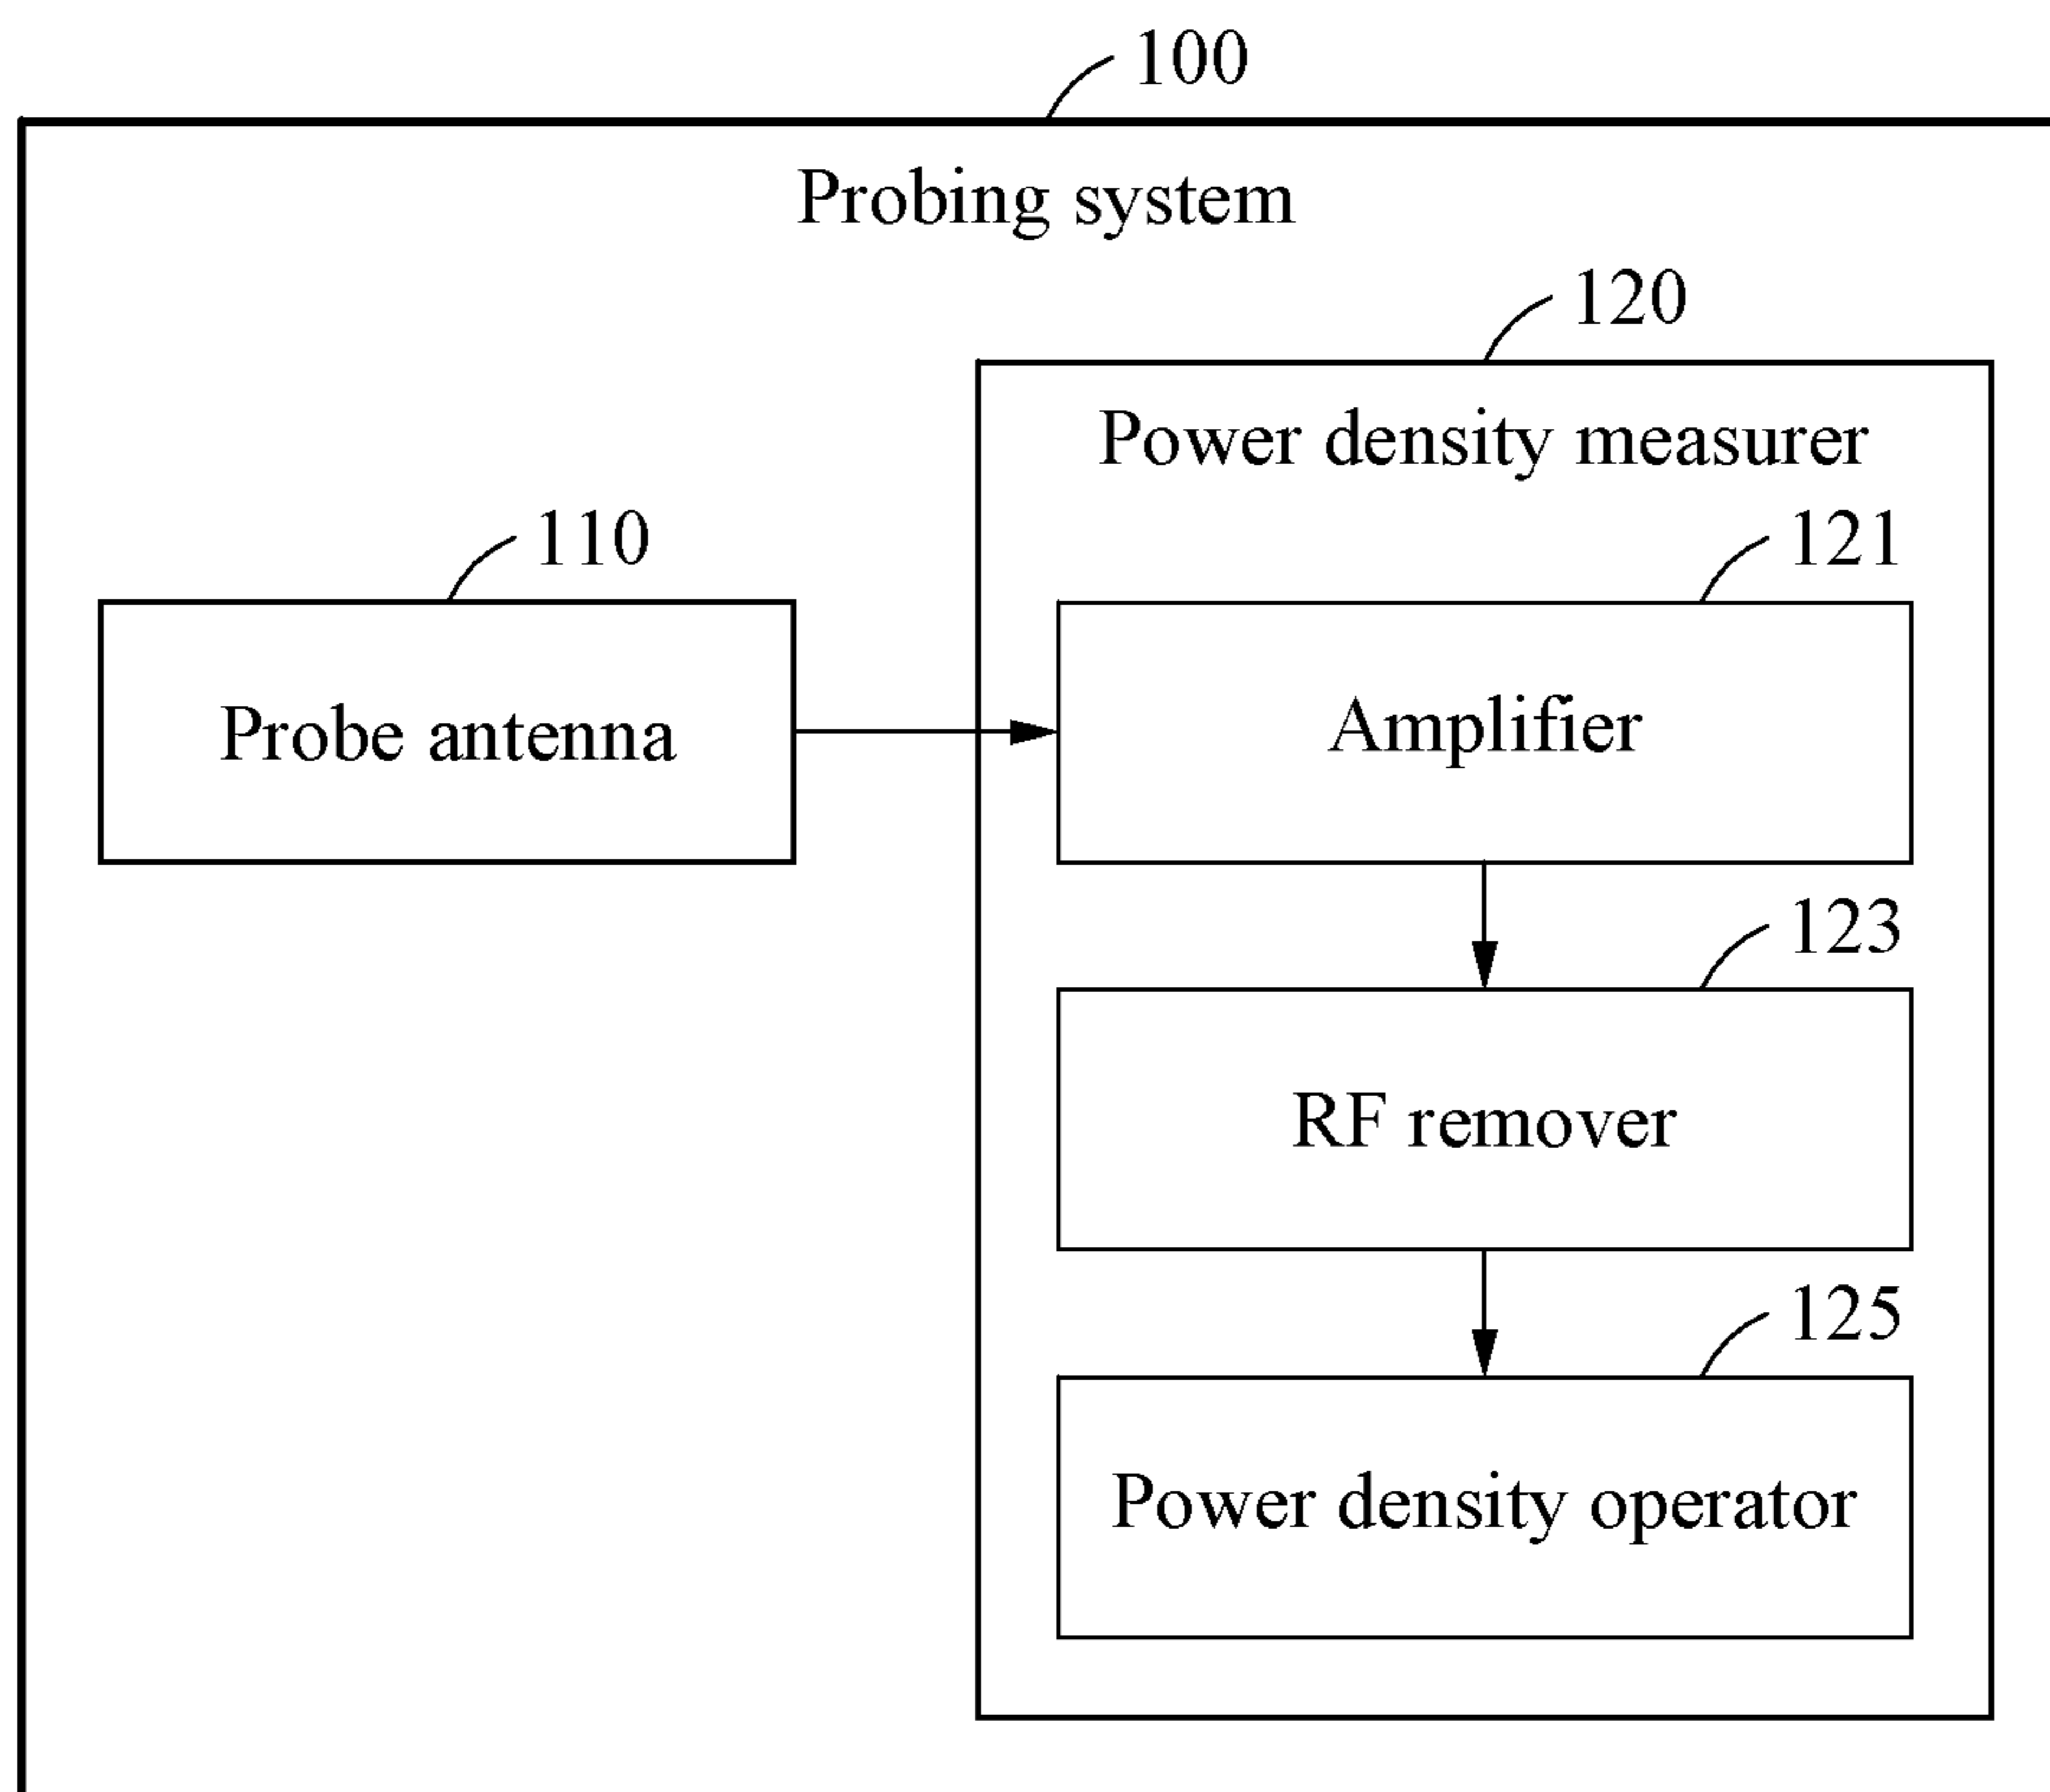 100
Probing system
120
Power density measurer
110
121
Probe antenna
Amplifier
123
RF remover
125
Power density operator